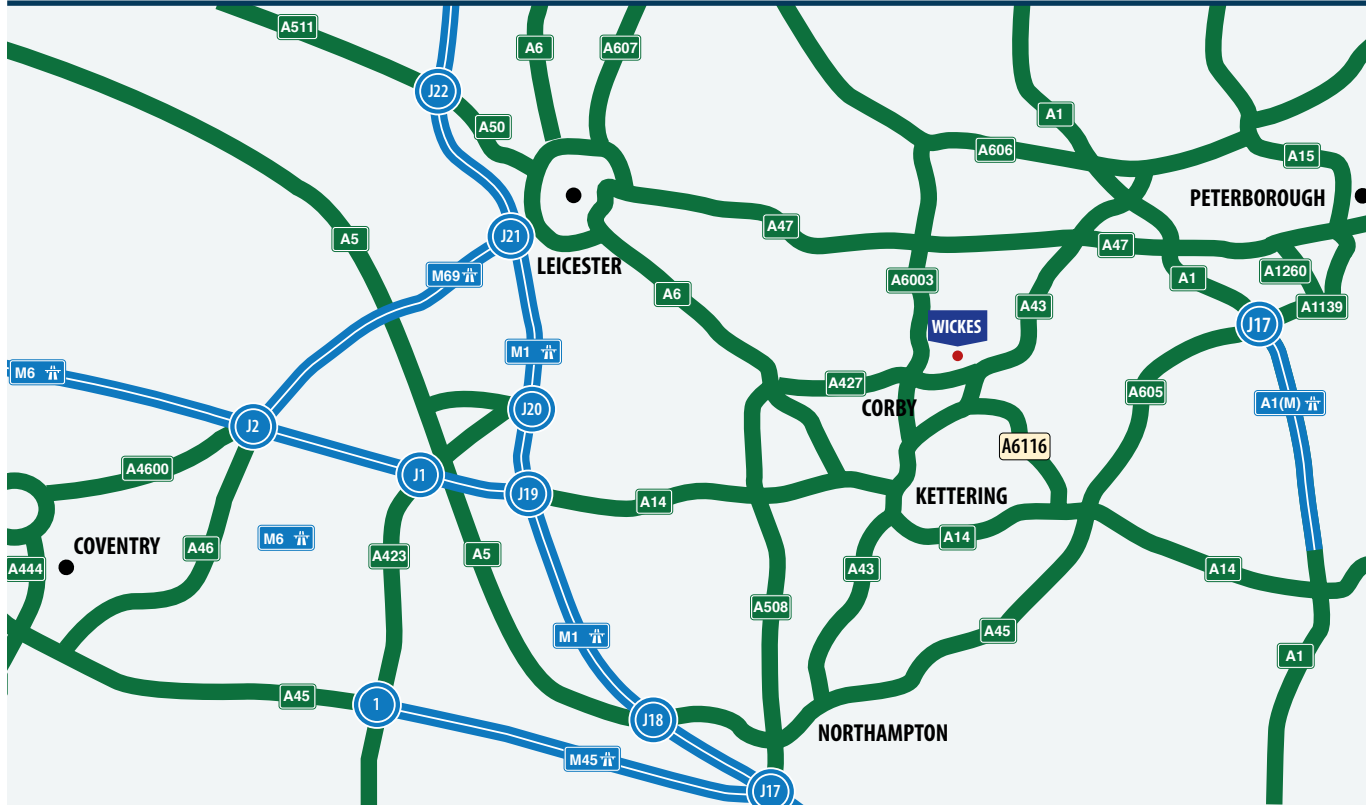 A511
A6
A607
J22
A1
A50
A606
A15
PETERBOROUGH
A47
A5
J21
A47
LEICESTER
A1260
M69
A6003
A1
A6
A43
A1139
WICKES
J17
M1
M6
A427
A605
A1(M)
J20
CORBY
J2
A6116
A4600
J1
J19
KETTERING
A14
A14
M6
COVENTRY
A46
A423
A5
A444
A43
A14
A508
A45
M1
A1
A45
1
J18
NORTHAMPTON
M45
J17